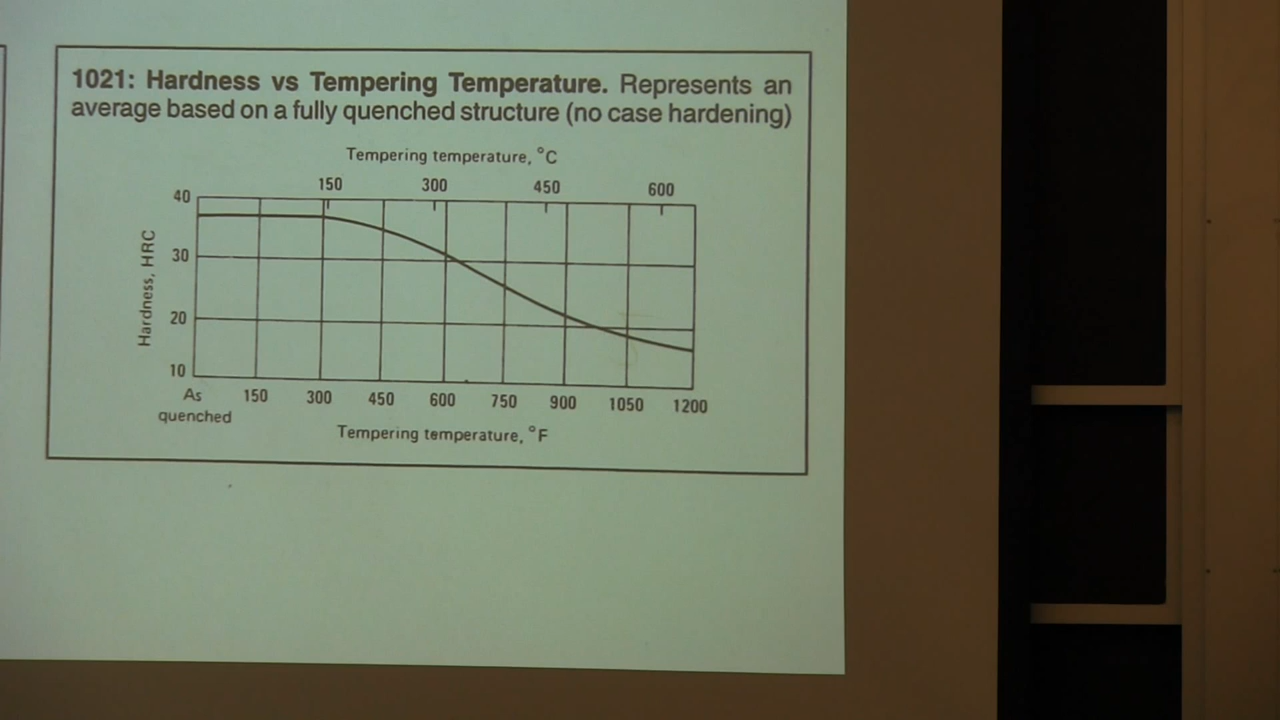 1021: Hardness vs Tempering Temperature. Represents an
average based on a fully quenched structure (no case hardening)
Tempering temperature, °C
150 300 450 600
40
30
20
10
Hardness, HRC
As quenched 150 300 450 600 750 900 1050 1200
Tempering temperature, °F